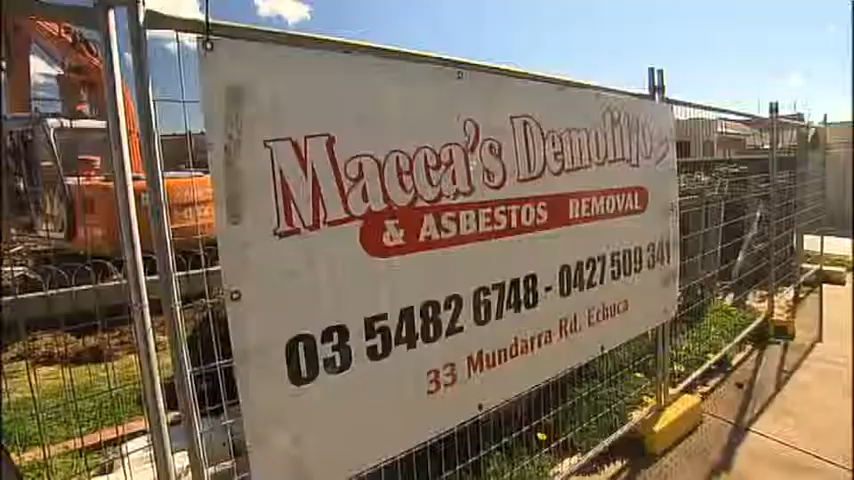 Macca's Demolition
& ASBESTOS REMOVAL
03 5482 6748 - 0427 509 341
33 Mundarra Rd. Echuca